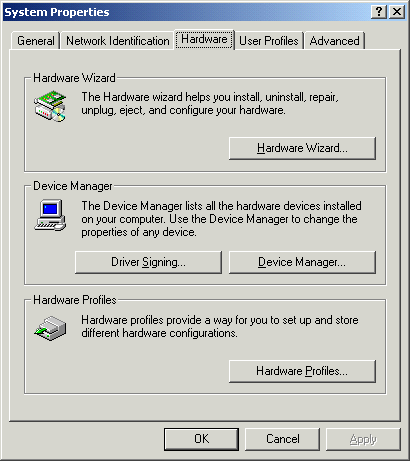 System Properties
General Network Identification Hardware User Profiles Advanced
Hardware Wizard
The Hardware wizard helps you install, uninstall, repair,
unplug, eject, and configure your hardware.
Hardware Wizard...
Device Manager
The Device Manager lists all the hardware devices installed
on your computer. Use the Device Manager to change the
properties of any device.
Driver Signing... Device Manager...
Hardware Profiles
Hardware profiles provide a way for you to set up and store
different hardware configurations.
Hardware Profiles...
OK Cancel Apply